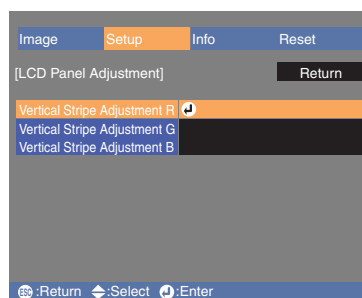 Image Setup Info Reset
[LCD Panel Adjustment] Return
Vertical Stripe Adjustment R
Vertical Stripe Adjustment G
Vertical Stripe Adjustment B
ESC :Return :Select :Enter